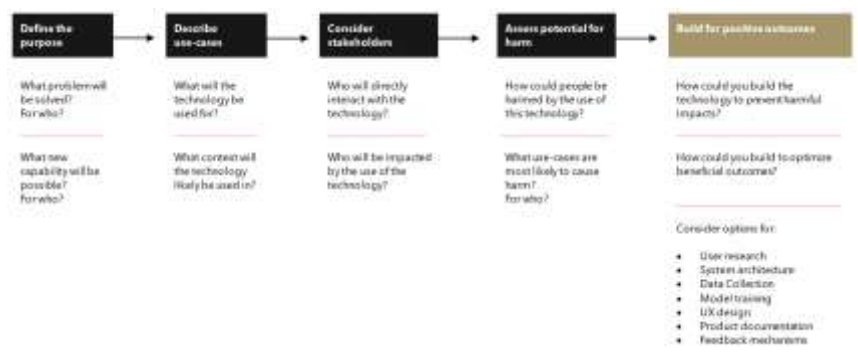 Define the
purpose
What problem will
be solved?
For who?
What new
capability will be
possible?
For who?
Describe
use-cases
What will the
technology be
used for?
What context will
the technology
likely be used in?
Consider
stakeholders
Who will directly
interact with the
technology?
Who will be impacted
by the use of the
technology?
Assess potential for
harm
How could people be
harmed by the use of
this technology?
What use-cases are
most likely to cause
harm?
For who?
Build for positive outcomes
How could you build the
technology to prevent harmful
impacts?
How could you build to optimize
beneficial outcomes?
Consider options for:
• User research
• System architecture
• Data Collection
• Model training
• UX design
• Product documentation
• Feedback mechanisms